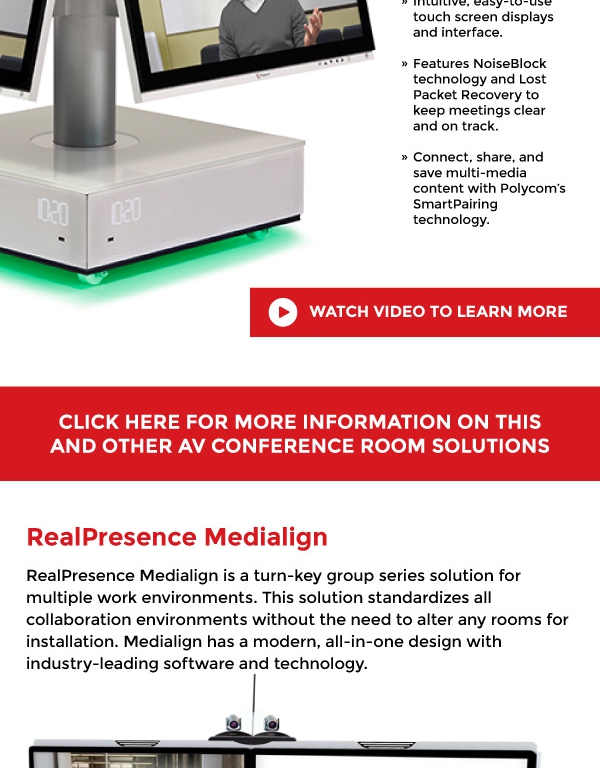 » Intuitive, easy-to-use
touch screen displays
and interface.
» Features NoiseBlock
technology and Lost
Packet Recovery to
keep meetings clear
and on track.
» Connect, share, and
save multi-media
content with Polycom's
SmartPairing
technology.
10:20
10:20
WATCH VIDEO TO LEARN MORE
CLICK HERE FOR MORE INFORMATION ON THIS
AND OTHER AV CONFERENCE ROOM SOLUTIONS
RealPresence Medialign
RealPresence Medialign is a turn-key group series solution for
multiple work environments. This solution standardizes all
collaboration environments without the need to alter any rooms for
installation. Medialign has a modern, all-in-one design with
industry-leading software and technology.